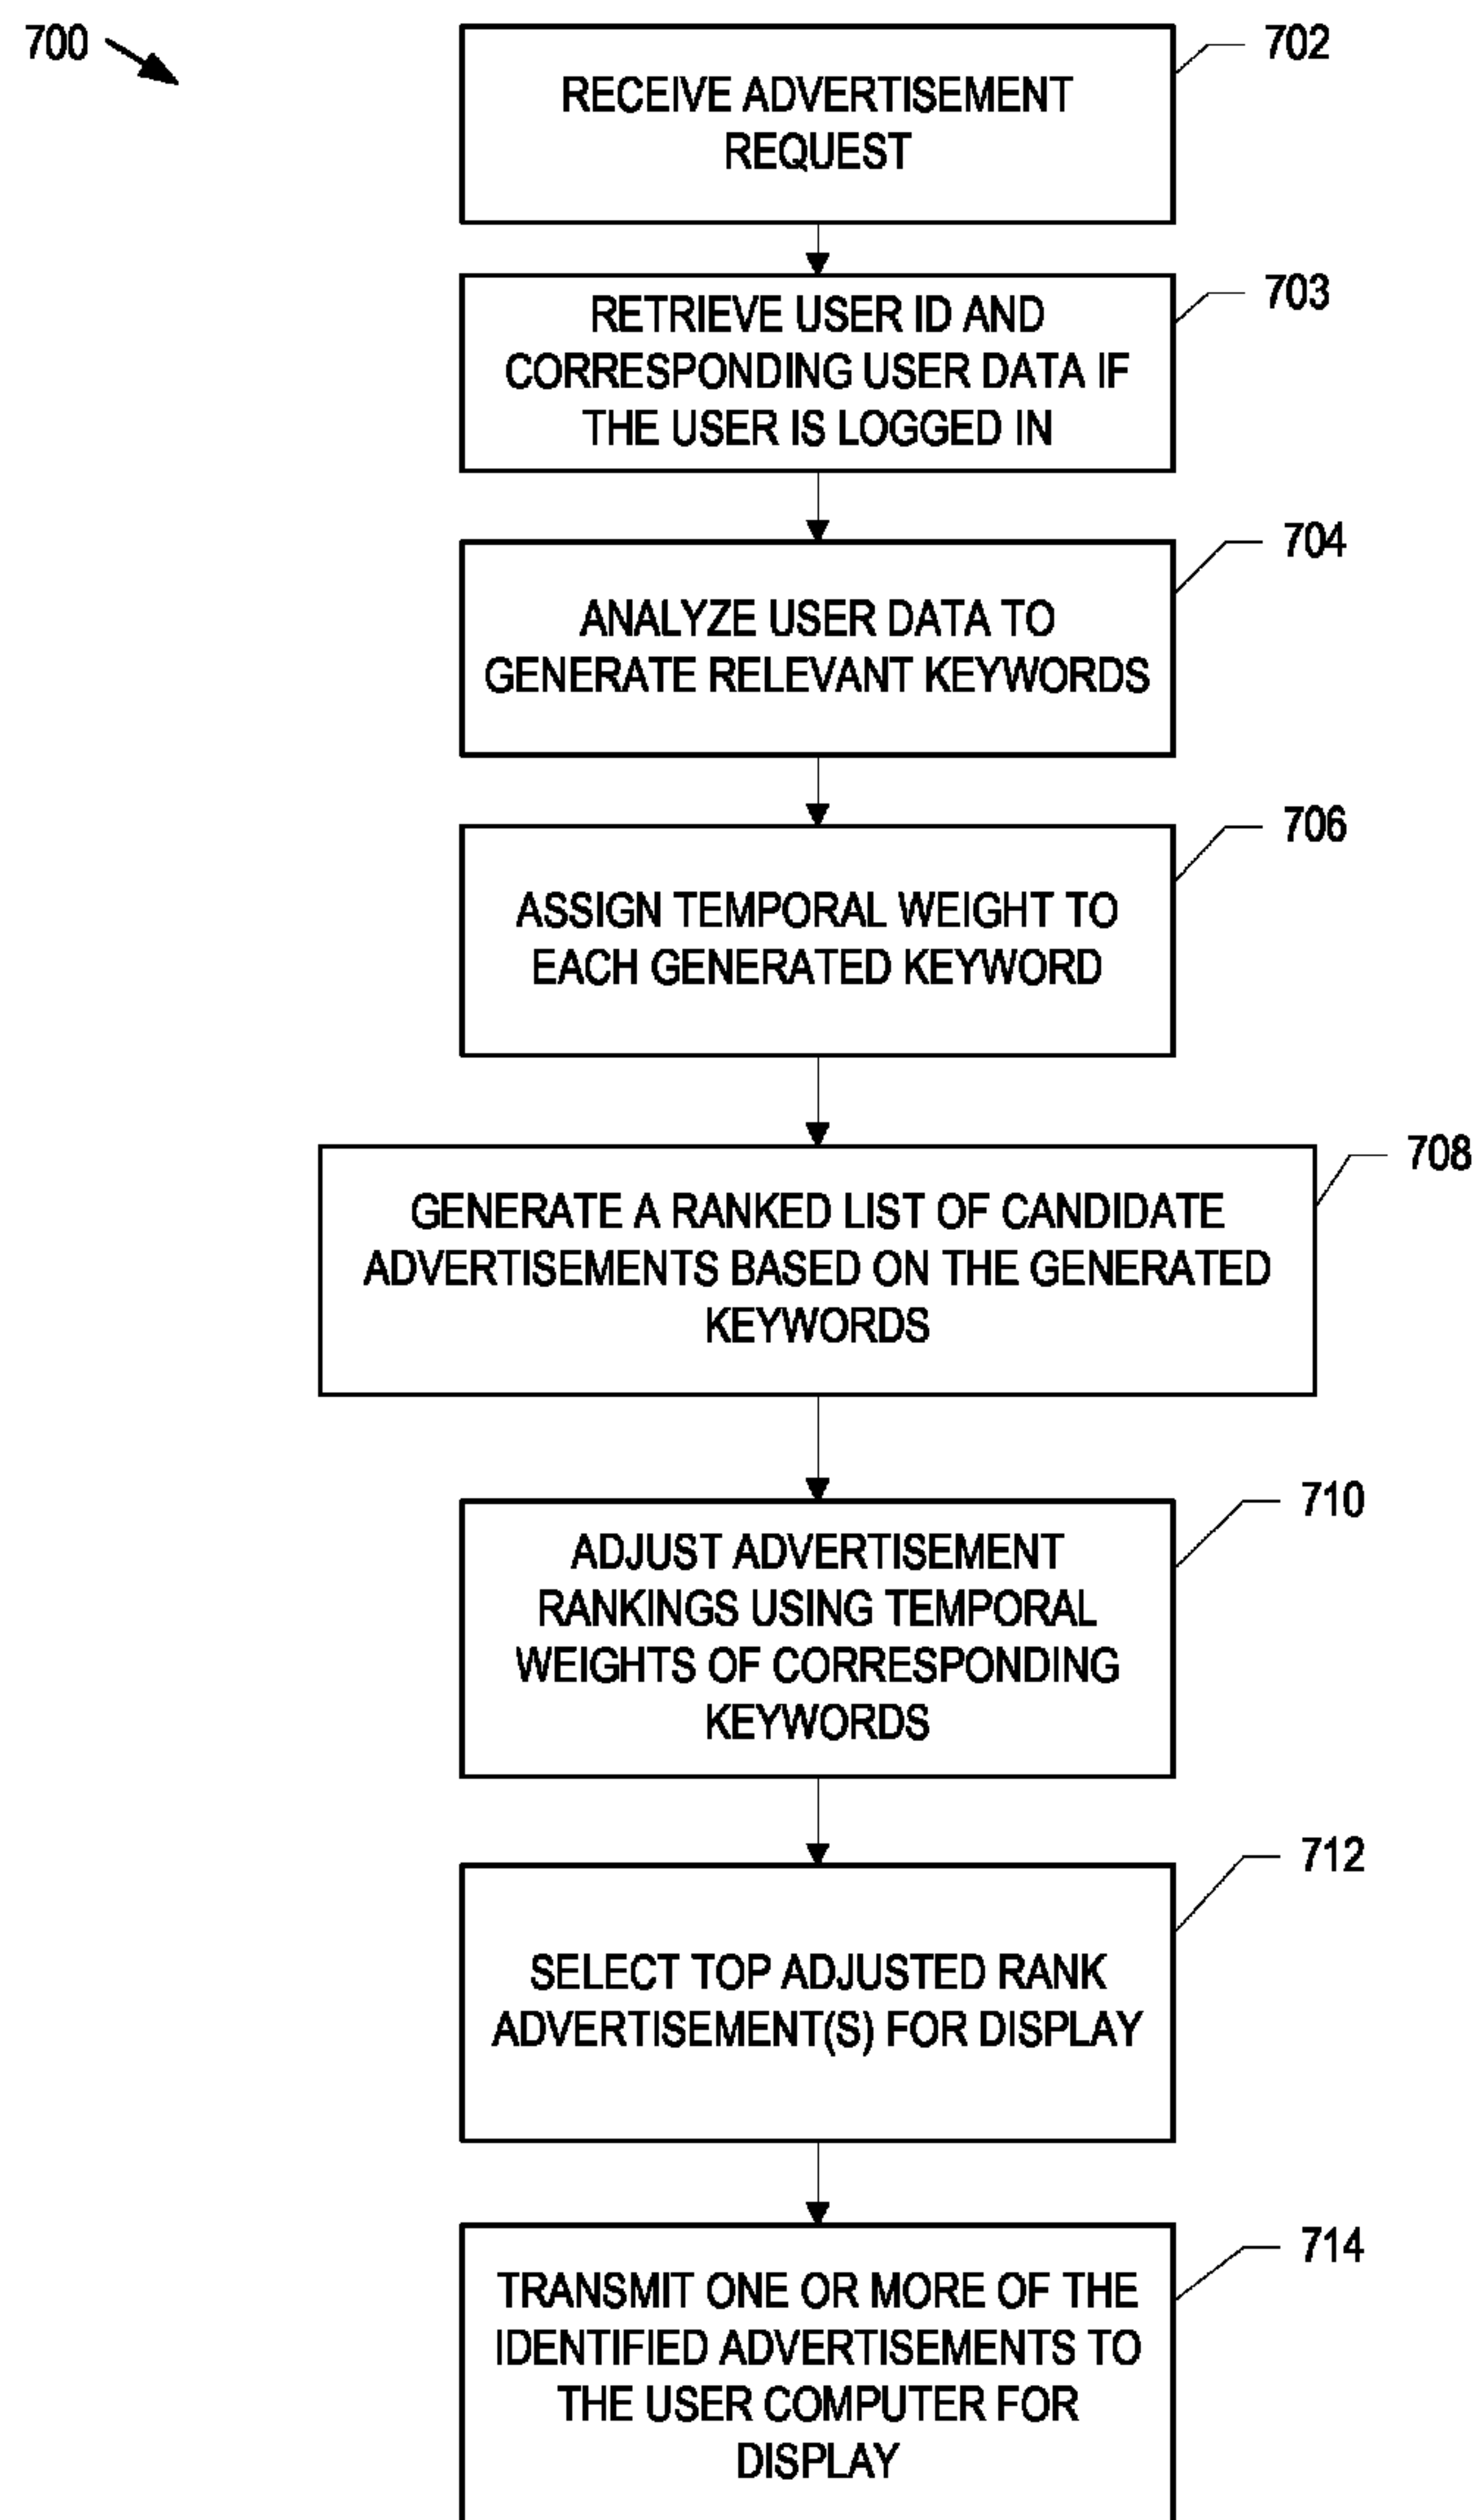 700
702
RECEIVE ADVERTISEMENT
REQUEST
703
RETRIEVE USER ID AND
CORRESPONDING USER DATA IF
THE USER IS LOGGED IN
704
ANALYZE USER DATA TO
GENERATE RELEVANT KEYWORDS
706
ASSIGN TEMPORAL WEIGHT TO
EACH GENERATED KEYWORD
708
GENERATE A RANKED LIST OF CANDIDATE
ADVERTISEMENTS BASED ON THE GENERATED
KEYWORDS
710
ADJUST ADVERTISEMENT
RANKINGS USING TEMPORAL
WEIGHTS OF CORRESPONDING
KEYWORDS
712
SELECT TOP ADJUSTED RANK
ADVERTISEMENT(S) FOR DISPLAY
714
TRANSMIT ONE OR MORE OF THE
IDENTIFIED ADVERTISEMENTS TO
THE USER COMPUTER FOR
DISPLAY